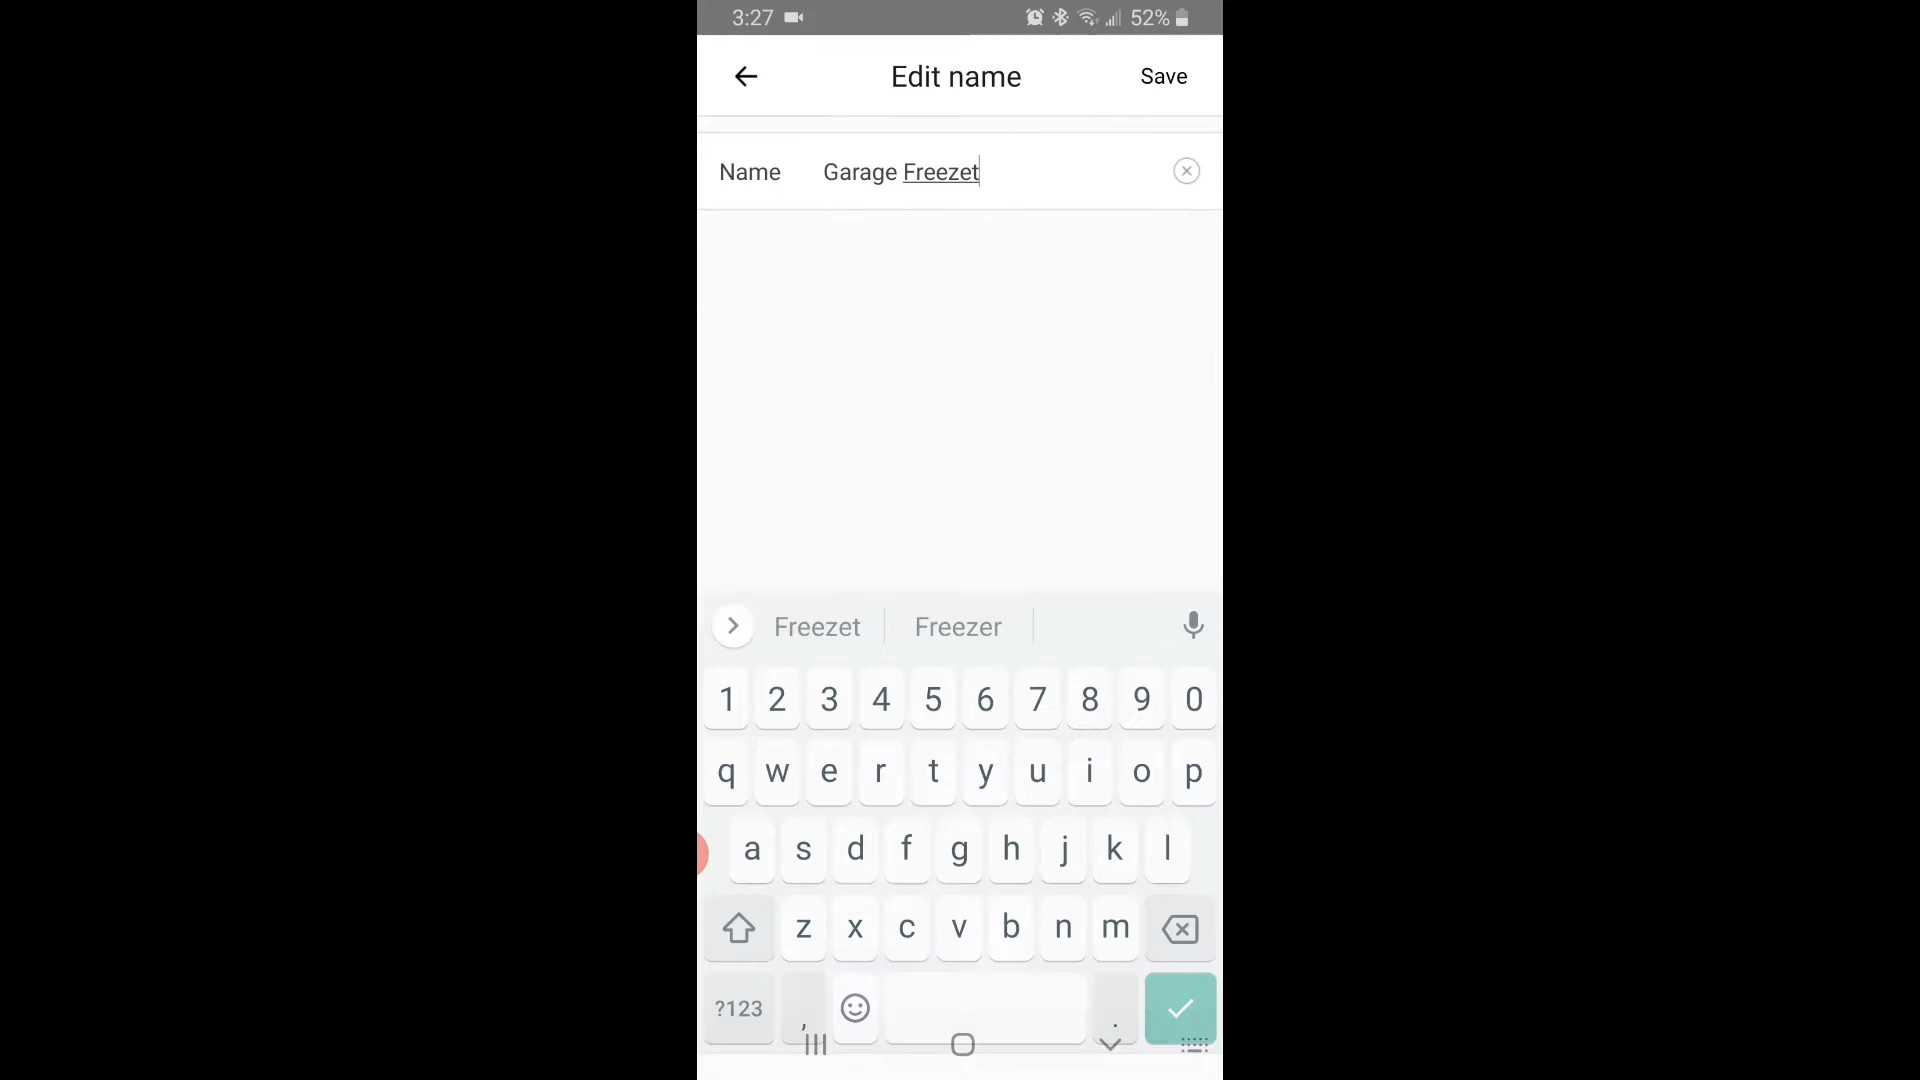 3:27 52%
Edit name Save
Name Garage Freezet
Freezet Freezer
1 2 3 4 5 6 7 8 9 0
q w e r t y u i o p
a s d f g h j k l
z x c v b n m
?123 , .